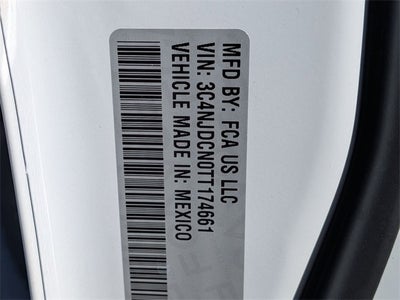 MFD BY: FCA US LLC
VIN: 3C4NJDCN0TT174661
VEHICLE MADE IN: MEXICO